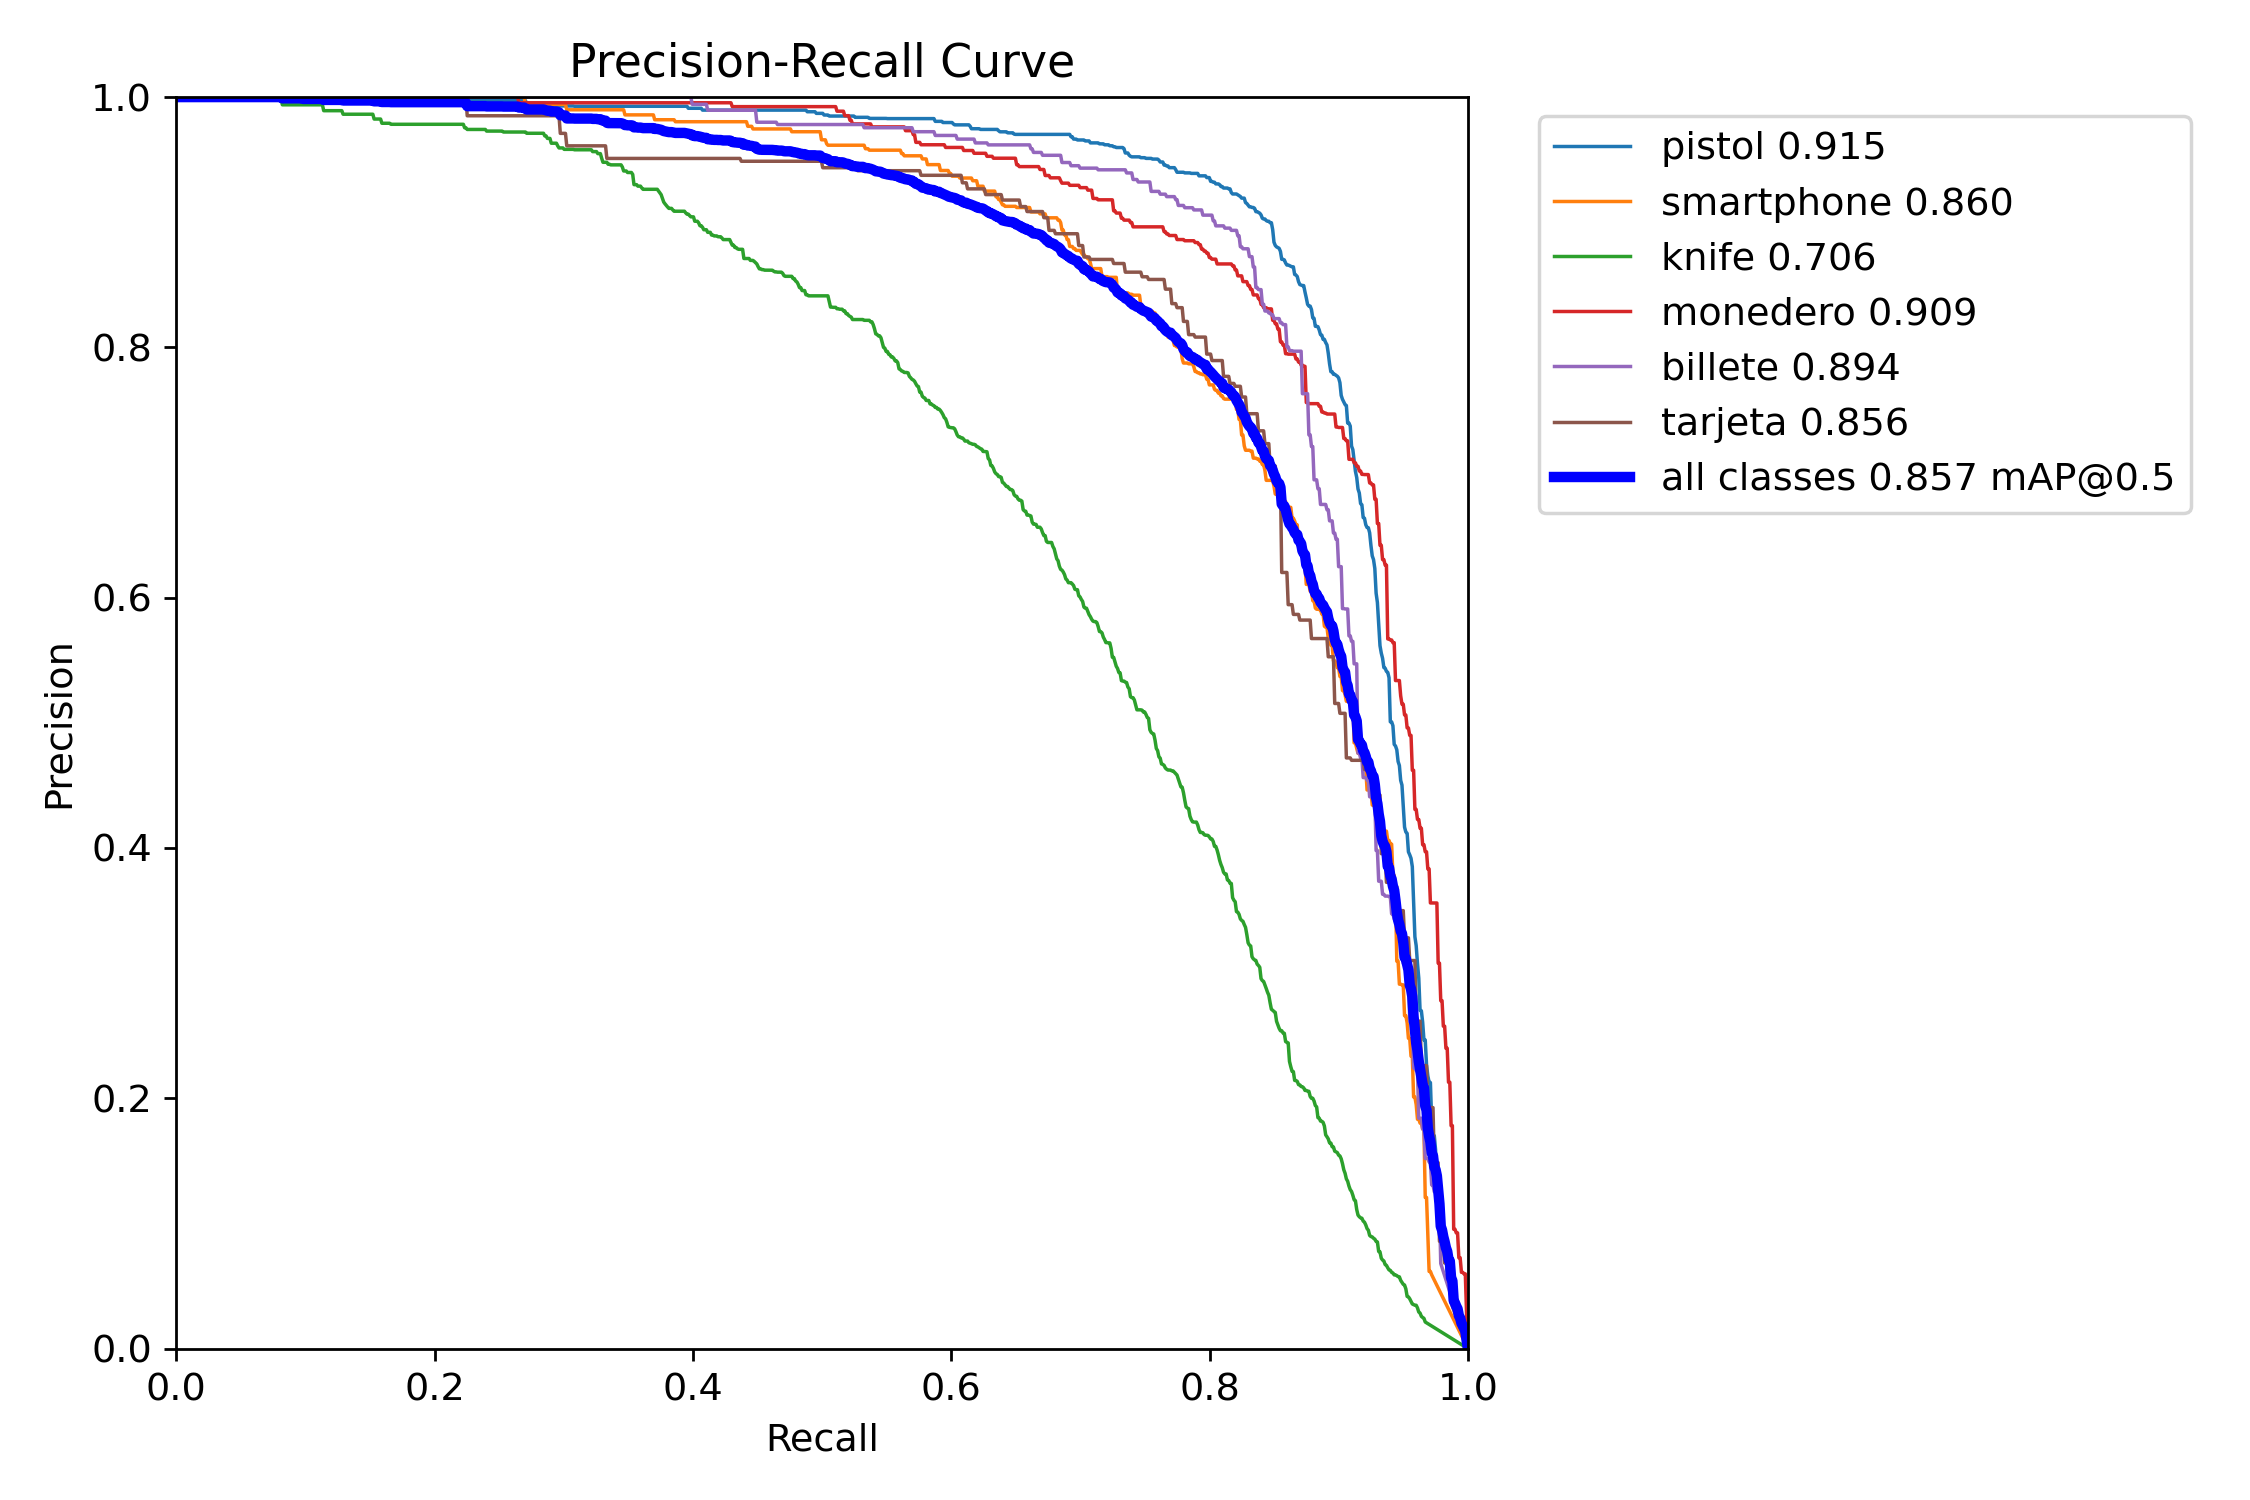 Precision-Recall Curve
1.0
0.8
0.6
0.4
0.2
0.0
Precision
0.0 0.2 0.4 0.6 0.8 1.0
Recall
pistol 0.915
smartphone 0.860
knife 0.706
monedero 0.909
billete 0.894
tarjeta 0.856
all classes 0.857 mAP@0.5